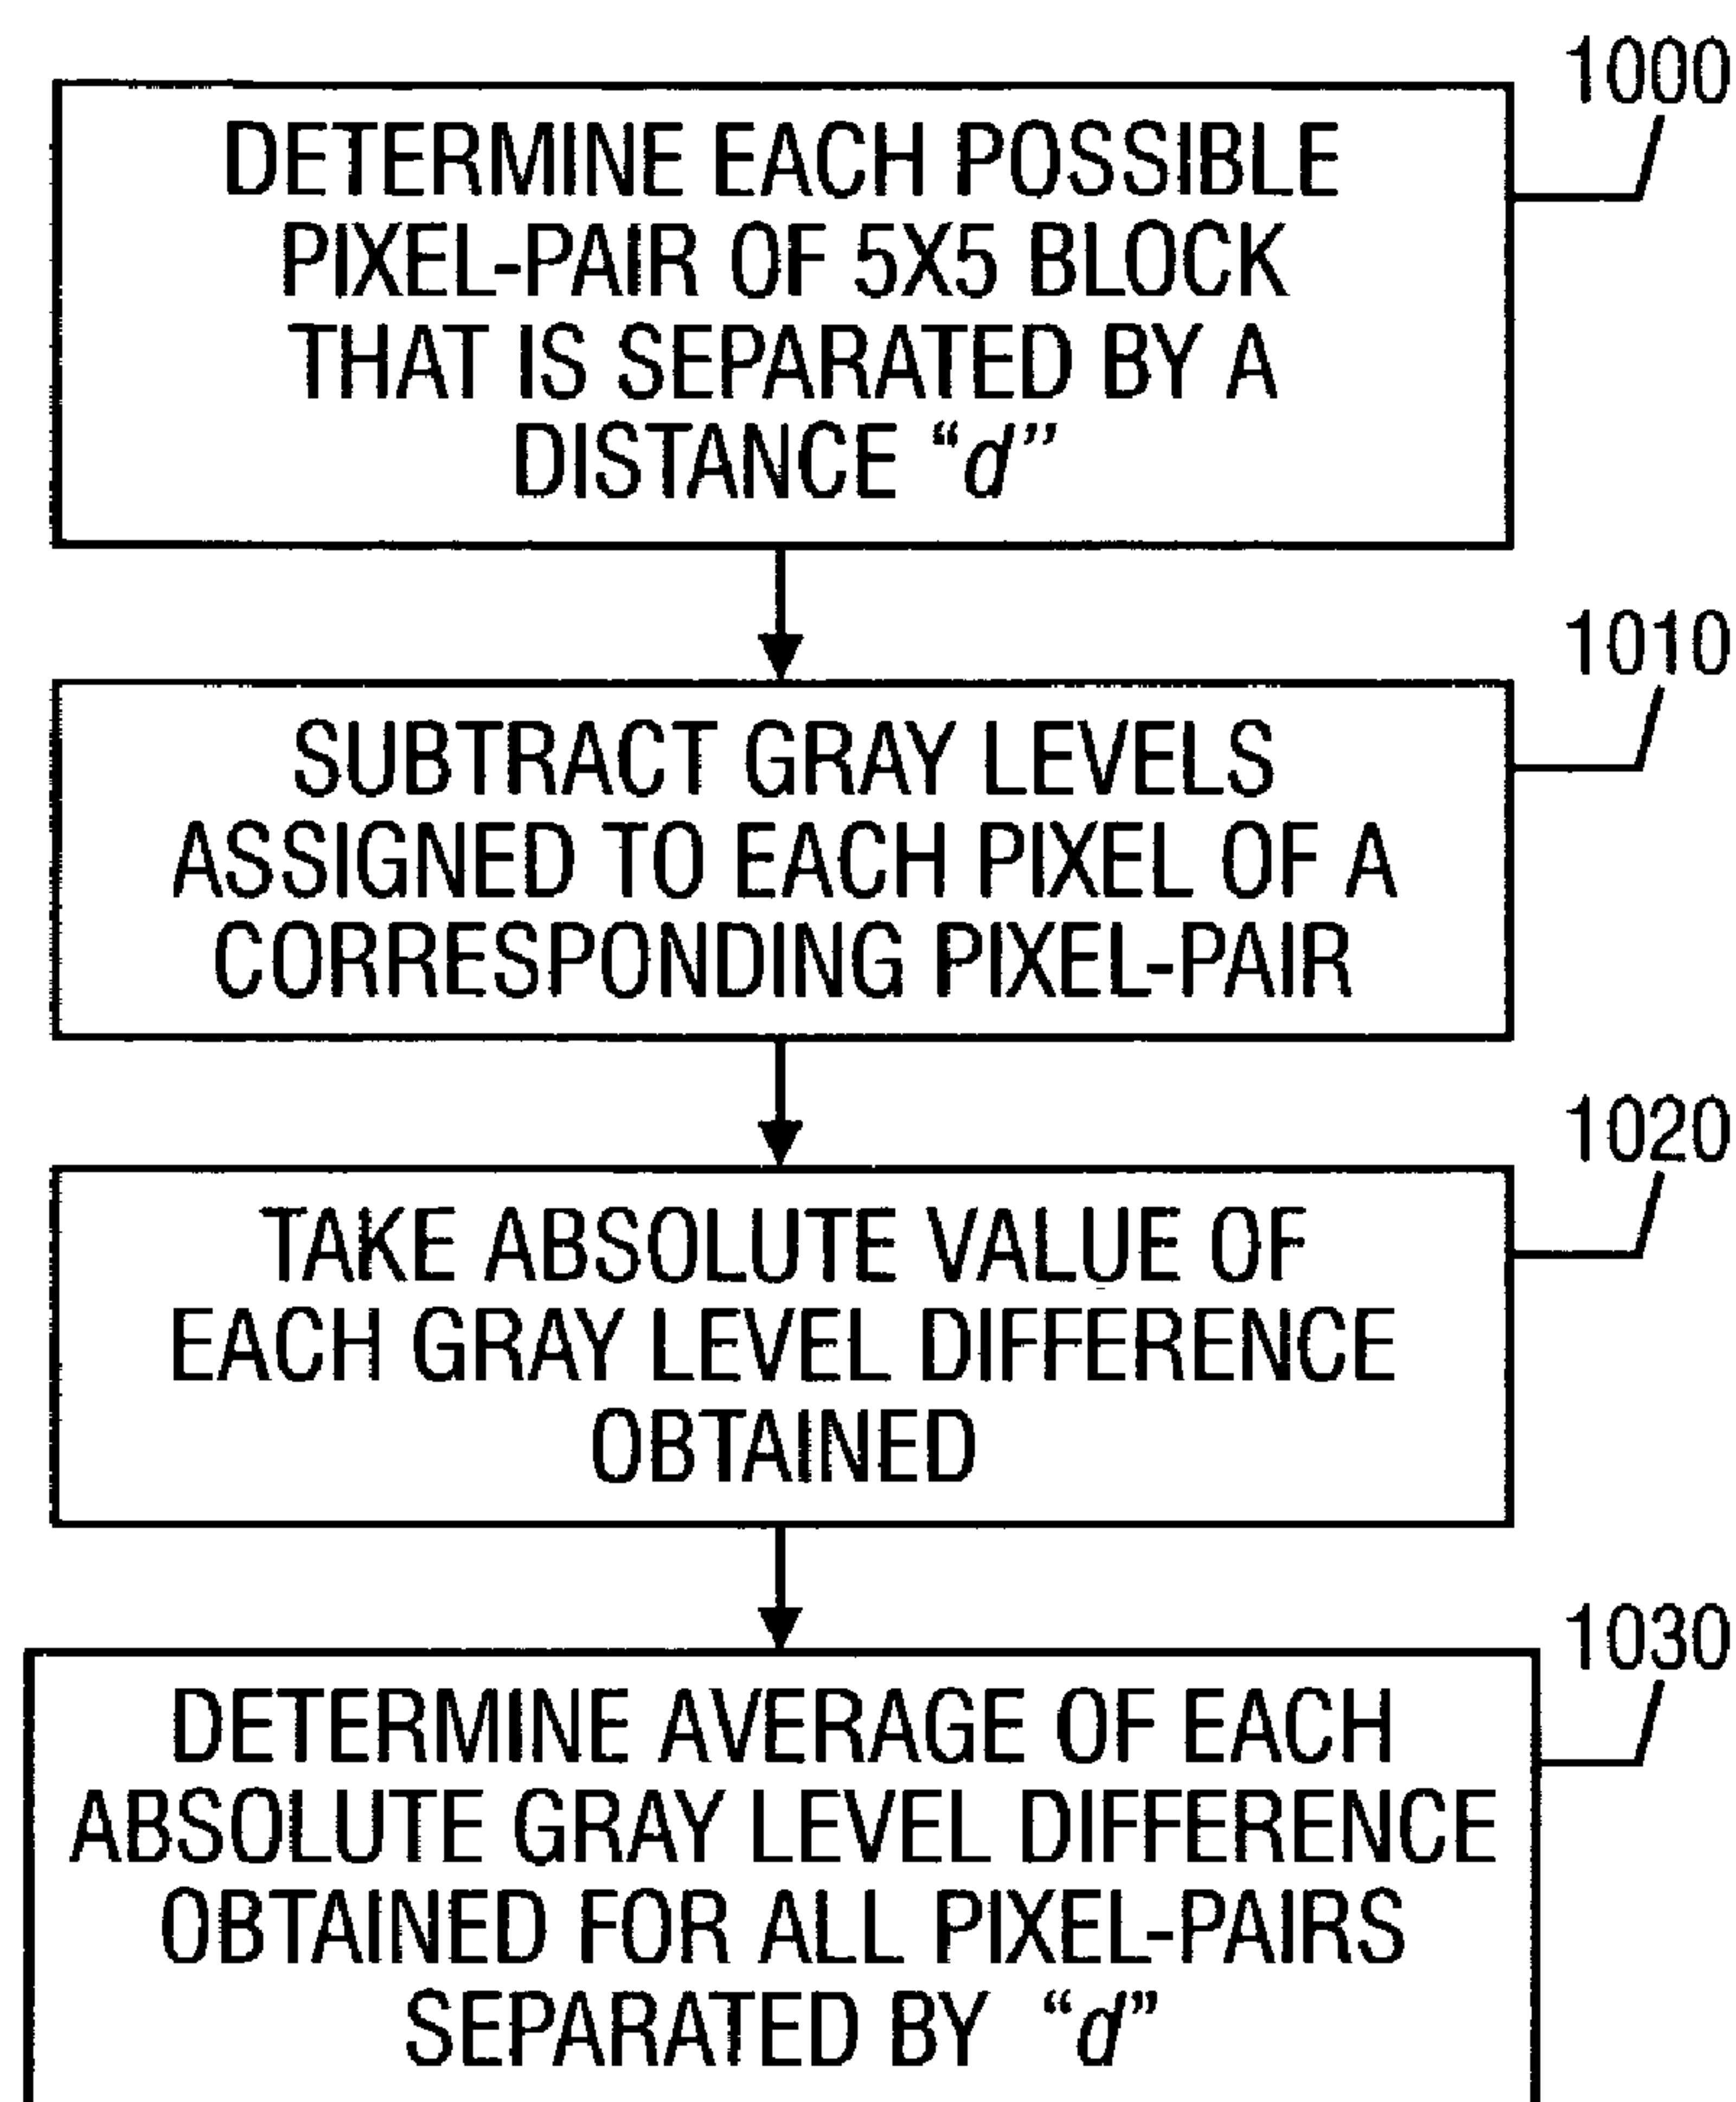 1000
DETERMINE EACH POSSIBLE
PIXEL-PAIR OF 5X5 BLOCK
THAT IS SEPARATED BY A
DISTANCE “d”
1010
SUBTRACT GRAY LEVELS
ASSIGNED TO EACH PIXEL OF A
CORRESPONDING PIXEL-PAIR
1020
TAKE ABSOLUTE VALUE OF
EACH GRAY LEVEL DIFFERENCE
OBTAINED
1030
DETERMINE AVERAGE OF EACH
ABSOLUTE GRAY LEVEL DIFFERENCE
OBTAINED FOR ALL PIXEL-PAIRS
SEPARATED BY “d”